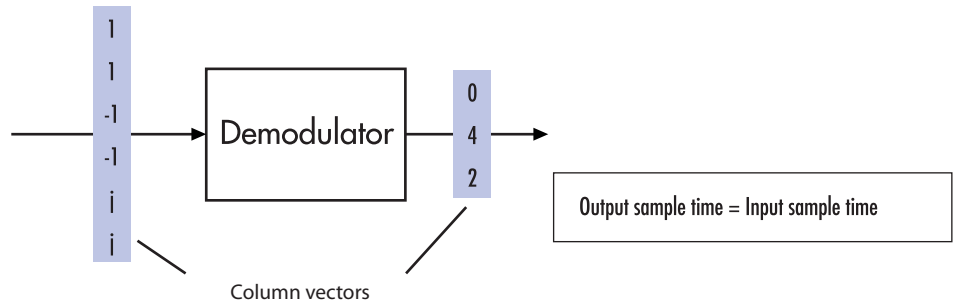 1
1
-1
-1
i
i
Demodulator
0
4
2
Output sample time = Input sample time
Column vectors